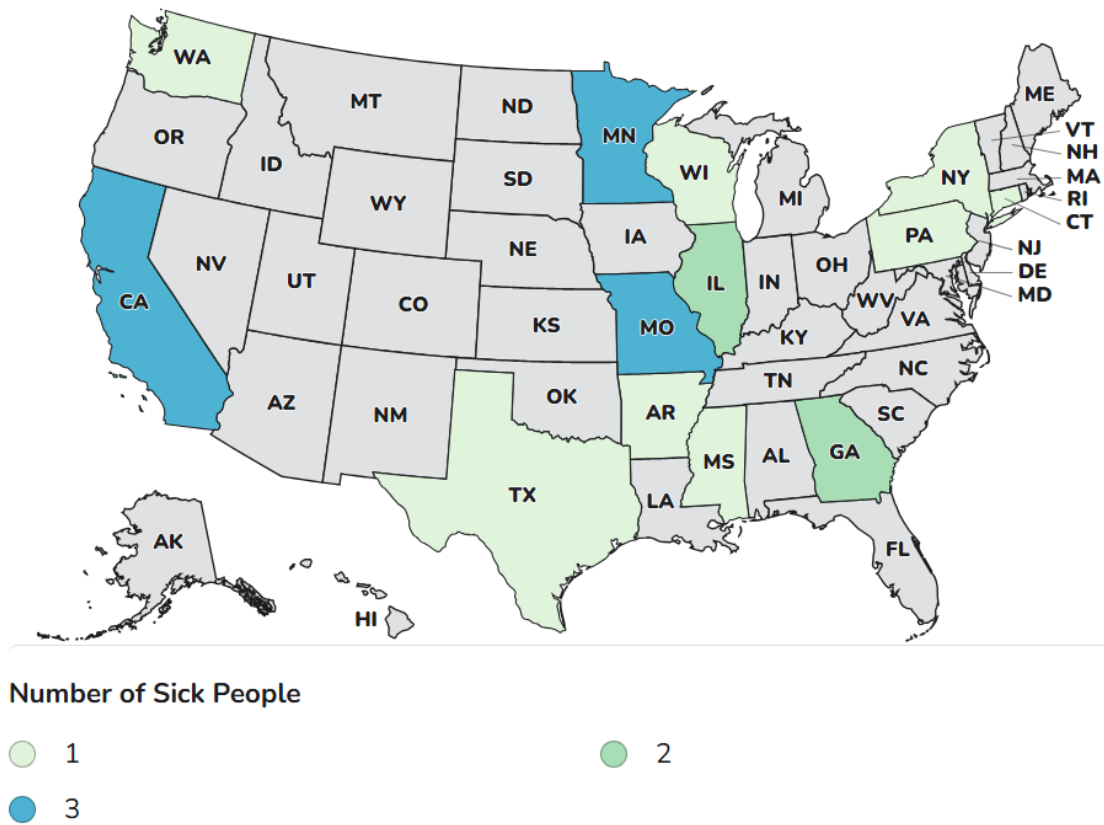 WA
MT
ND
MN
ME
OR
ID
SD
WI
VT
NH
WY
MI
NY
MA
RI
CT
NE
IA
PA
NV
UT
CO
IL
IN
OH
NJ
DE
MD
CA
KS
MO
WV
VA
KY
AZ
NM
OK
TN
NC
AR
SC
TX
MS
AL
GA
LA
AK
FL
HI
Number of Sick People
1
2
3